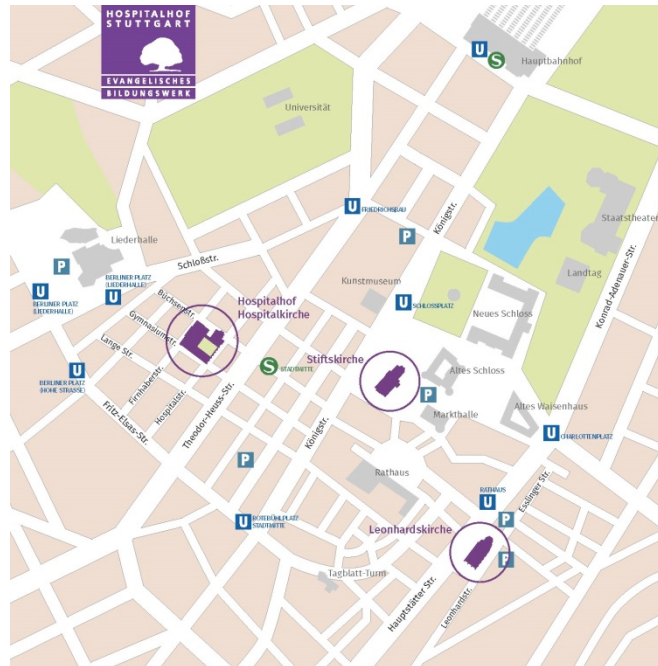 HOSPITALHOF
STUTTGART
EVANGELISCHES
BILDUNGSWERK
U
S
Hauptbahnhof
Universität
U FRIEDRICHSBAU
P
Königstr.
Staatstheater
Landtag
Konrad-Adenauer-Str.
Liederhalle
P
Schloßstr.
BERLINER PLATZ
(LIEDERHALLE)
U
U
BERLINER PLATZ
(LIEDERHALLE)
Kunstmuseum
U SCHLOSSPLATZ
Neues Schloss
Büchsenstr.
Gymnasiumstr.
Lange Str.
Firnhaberstr.
Hospitalstr.
Hospitalhof
Hospitalkirche
U
BERLINER PLATZ
(HOHE STRASSE)
Fritz-Elsas-Str.
Theodor-Heuss-Str.
S STADTMITTE
Stiftskirche
P
Altes Schloss
Markthalle
Altes Waisenhaus
U CHARLOTTENPLATZ
Königstr.
P
Rathaus
RATHAUS
U
Esslinger Str.
P
U ROTEBÜHLPLATZ
STADTMITTE
Leonhardskirche
P
Tagblatt-Turm
Hauptstätter Str.
Leonhardstr.